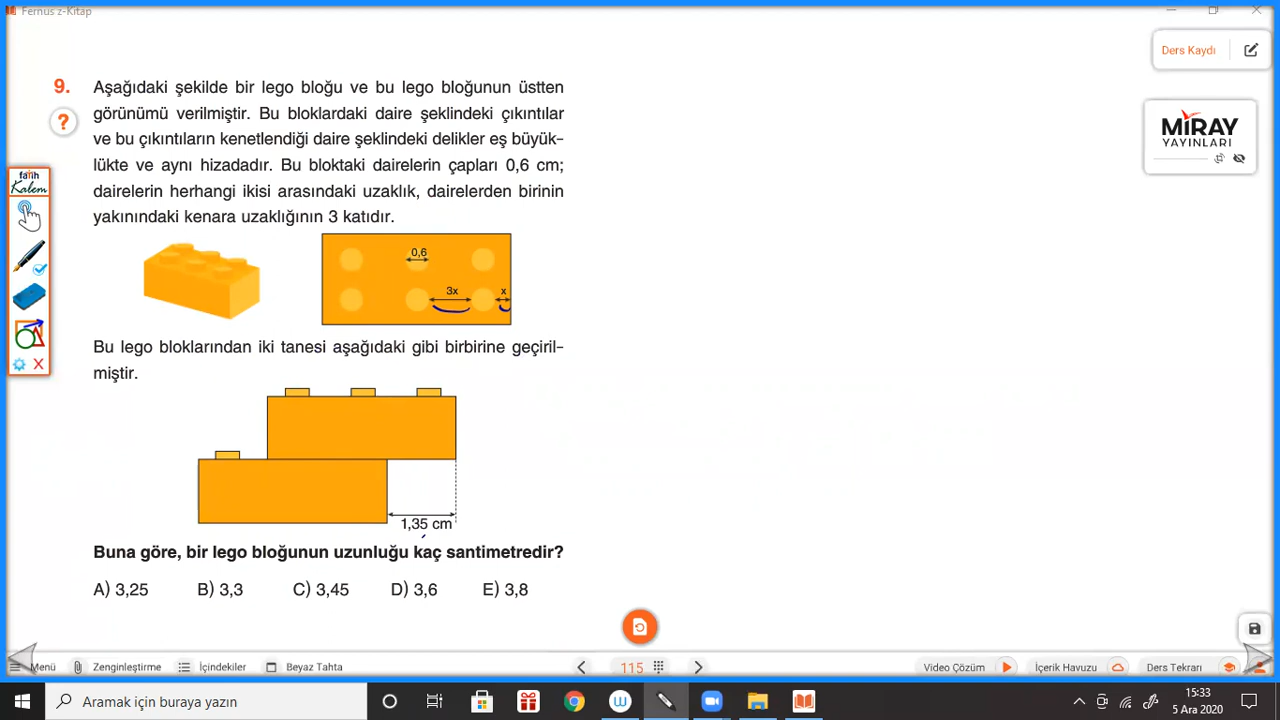 Fernus z-Kitap
Ders Kaydı
9. Aşağıdaki şekilde bir lego bloğu ve bu lego bloğunun üstten
görünümü verilmiştir. Bu bloklardaki daire şeklindeki çıkıntılar
? ve bu çıkıntıların kenetlendiği daire şeklindeki delikler eş büyük–
lükte ve aynı hizadadır. Bu bloktaki dairelerin çapları 0,6 cm;
dairelerin herhangi ikisi arasındaki uzaklık, dairelerden birinin
yakınındaki kenara uzaklığının 3 katıdır.
MİRAY
YAYINLARI
fatih
Kalem
X
0,6
3x
x
Bu lego bloklarından iki tanesi aşağıdaki gibi birbirine geçiril–
miştir.
1,35 cm
Buna göre, bir lego bloğunun uzunluğu kaç santimetredir?
A) 3,25 B) 3,3 C) 3,45 D) 3,6 E) 3,8
Menü Zenginleştirme İçindekiler Beyaz Tahta 115 Video Çözüm İçerik Havuzu Ders Tekrarı
Aramak için buraya yazın
15:33
5 Ara 2020